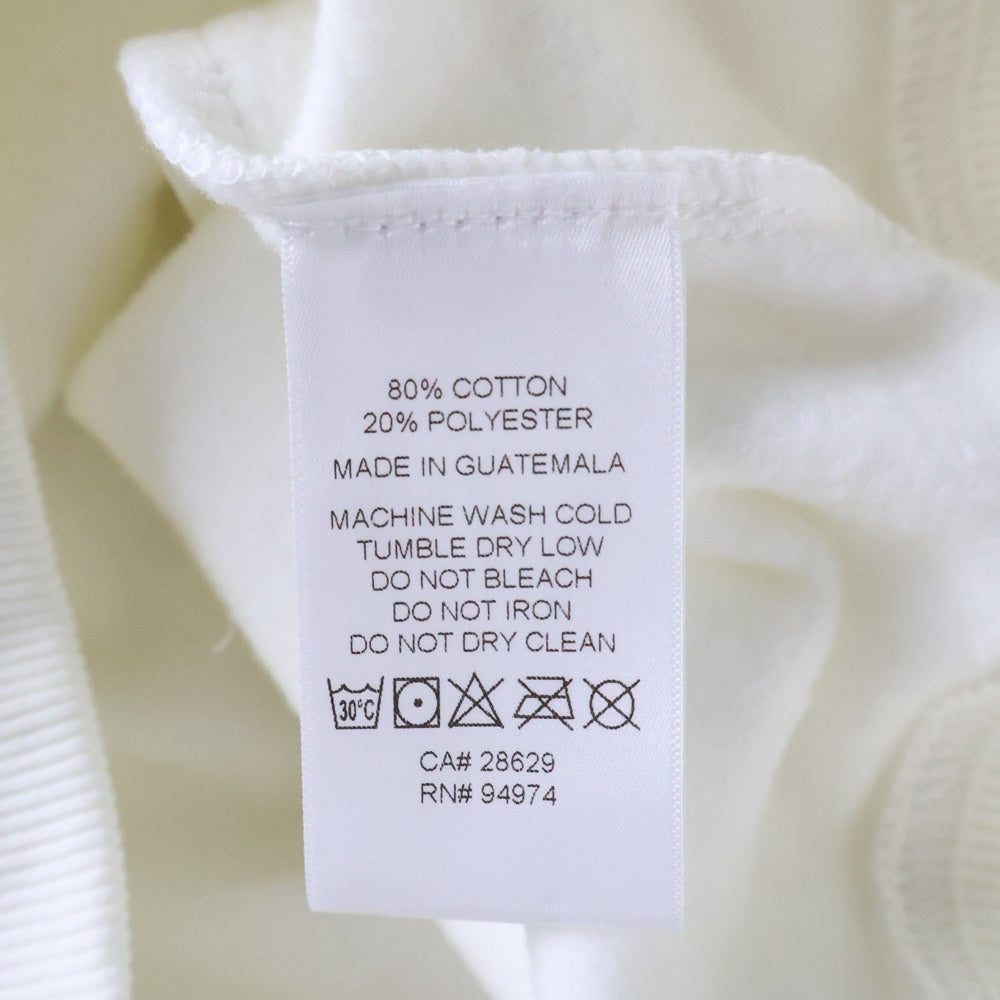 80% COTTON
20% POLYESTER
MADE IN GUATEMALA
MACHINE WASH COLD
TUMBLE DRY LOW
DO NOT BLEACH
DO NOT IRON
DO NOT DRY CLEAN
30°C
CA# 28629
RN# 94974